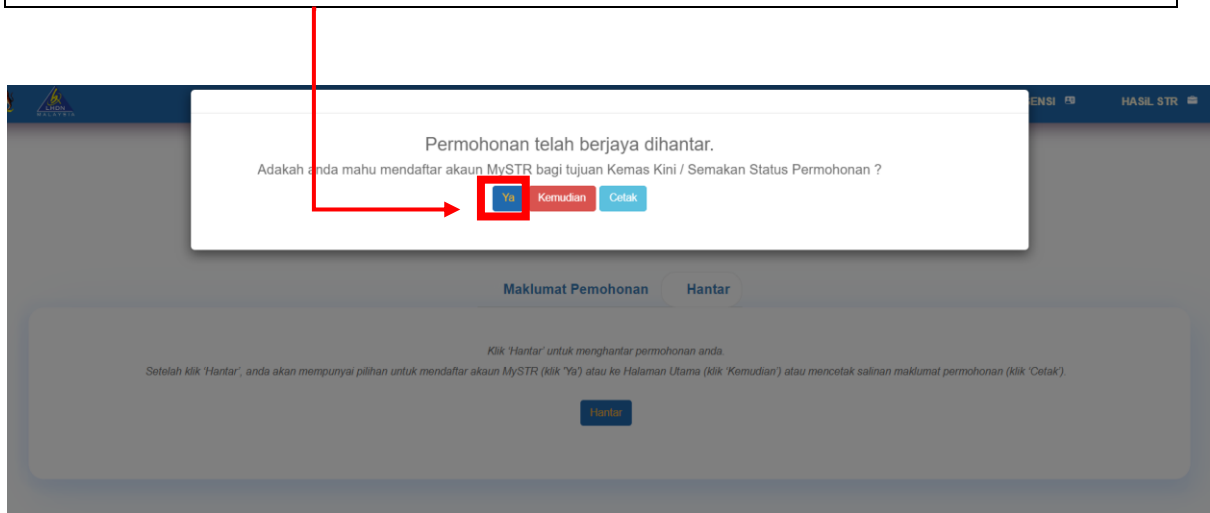 LHDN
MALAYSIA
ENSI
HASiL STR
Permohonan telah berjaya dihantar.
Adakah anda mahu mendaftar akaun MySTR bagi tujuan Kemas Kini / Semakan Status Permohonan ?
Ya Kemudian Cetak
Maklumat Pemohonan Hantar
Klik 'Hantar' untuk menghantar permohonan anda.
Setelah klik 'Hantar', anda akan mempunyai pilihan untuk mendaftar akaun MySTR (klik 'Ya') atau ke Halaman Utama (klik 'Kemudian') atau mencetak salinan maklumat permohonan (klik 'Cetak').
Hantar